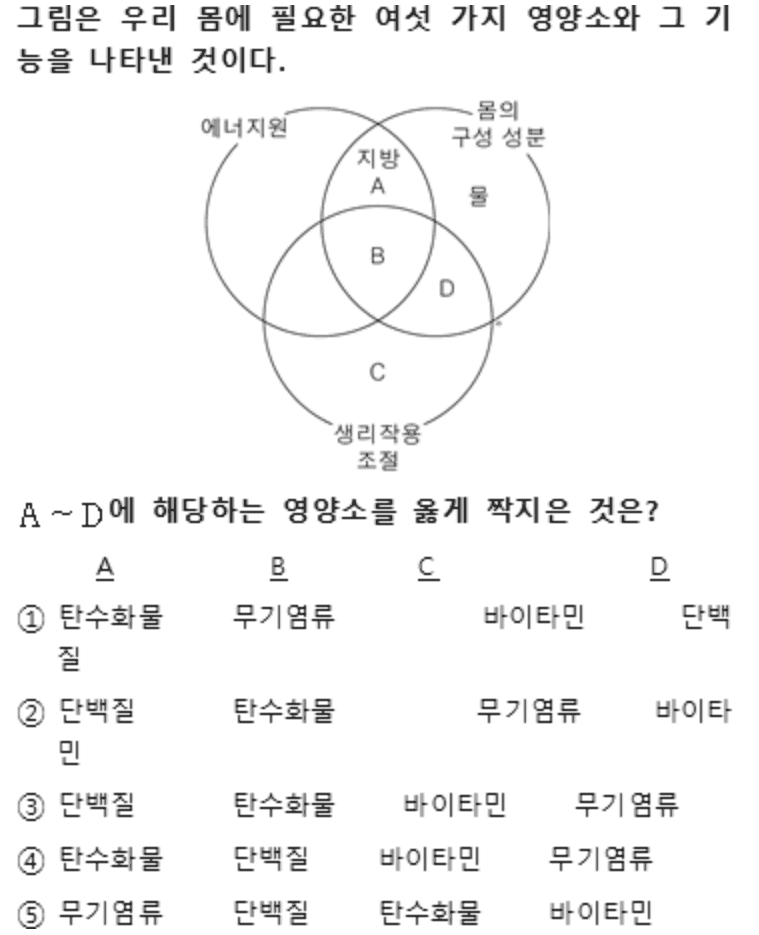 그림은 우리 몸에 필요한 여섯 가지 영양소와 그 기
능을 나타낸 것이다.
에너지원
몸의
구성 성분
지방
A
물
B
D
C
생리작용
조절
A ~ D에 해당하는 영양소를 옳게 짝지은 것은?
A B C D
① 탄수화물 무기염류 바이타민 단백
질
② 단백질 탄수화물 무기염류 바이타
민
③ 단백질 탄수화물 바이타민 무기염류
④ 탄수화물 단백질 바이타민 무기염류
⑤ 무기염류 단백질 탄수화물 바이타민